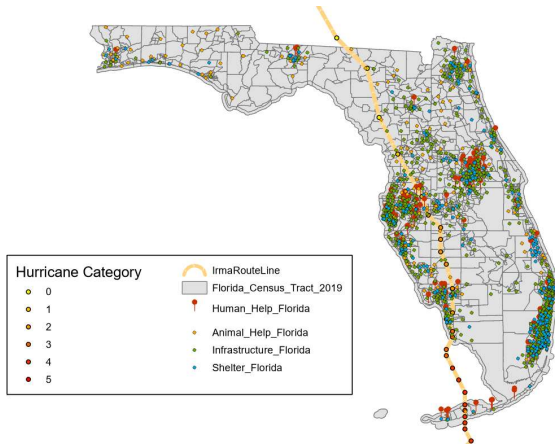 Hurricane Category
0
1
2
3
4
5
IrmaRouteLine
Florida_Census_Tract_2019
Human_Help_Florida
Animal_Help_Florida
Infrastructure_Florida
Shelter_Florida